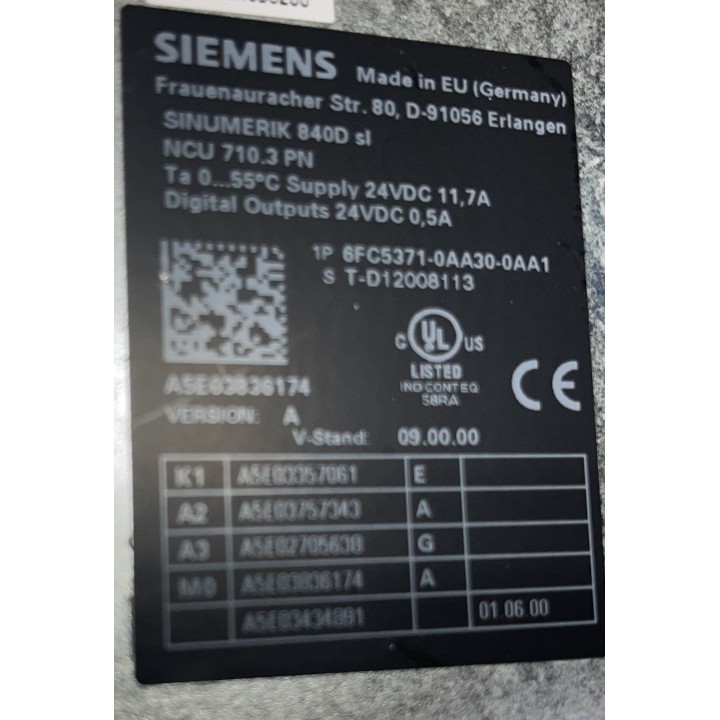 SIEMENS Made in EU (Germany)
Frauenauracher Str. 80, D-91056 Erlangen
SINUMERIK 840D sl
NCU 710.3 PN
Ta 0...55°C Supply 24VDC 11,7A
Digital Outputs 24VDC 0,5A
1P 6FC5371-0AA30-0AA1
S T-D12008113
C UL US
LISTED
IND CONT EQ
58RA
CE
A5E03836174
VERSION: A
V-Stand: 09.00.00
K1 A5E03357061 E
A2 A5E03757343 A
A3 A5E02705638 G
M0 A5E03836174 A
A5E03434891 01.06.00